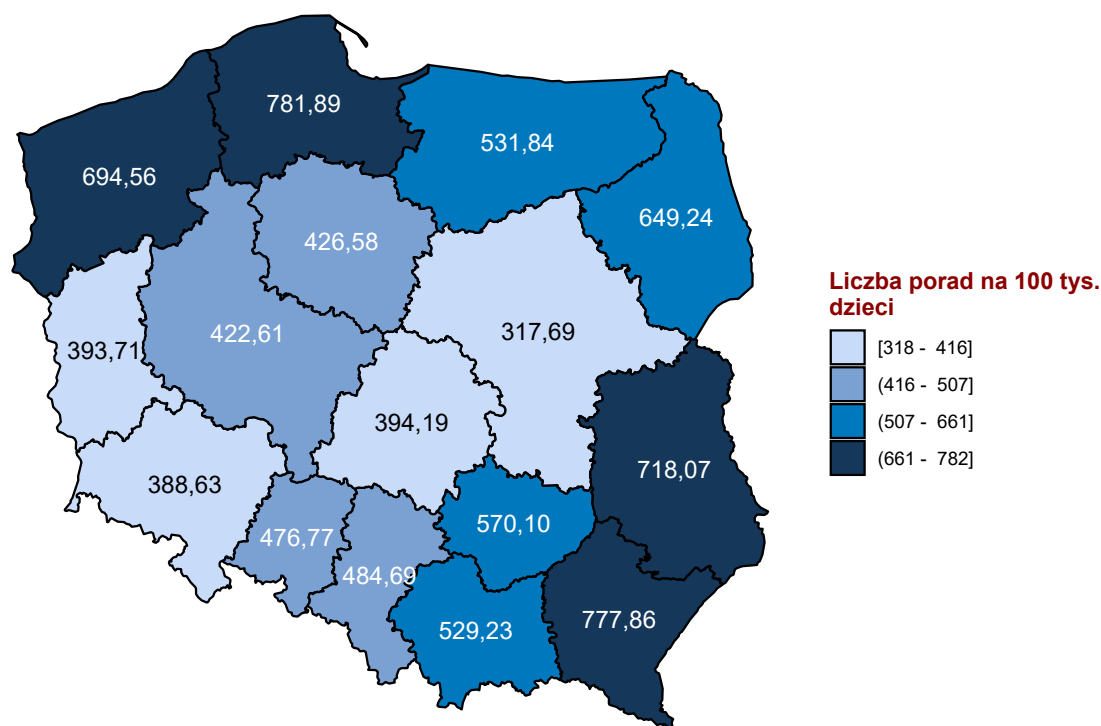 781,89
531,84
694,56
649,24
426,58
422,61
317,69
393,71
394,19
718,07
388,63
570,10
476,77
484,69
777,86
529,23
Liczba porad na 100 tys.
dzieci
[318 - 416]
(416 - 507]
(507 - 661]
(661 - 782]